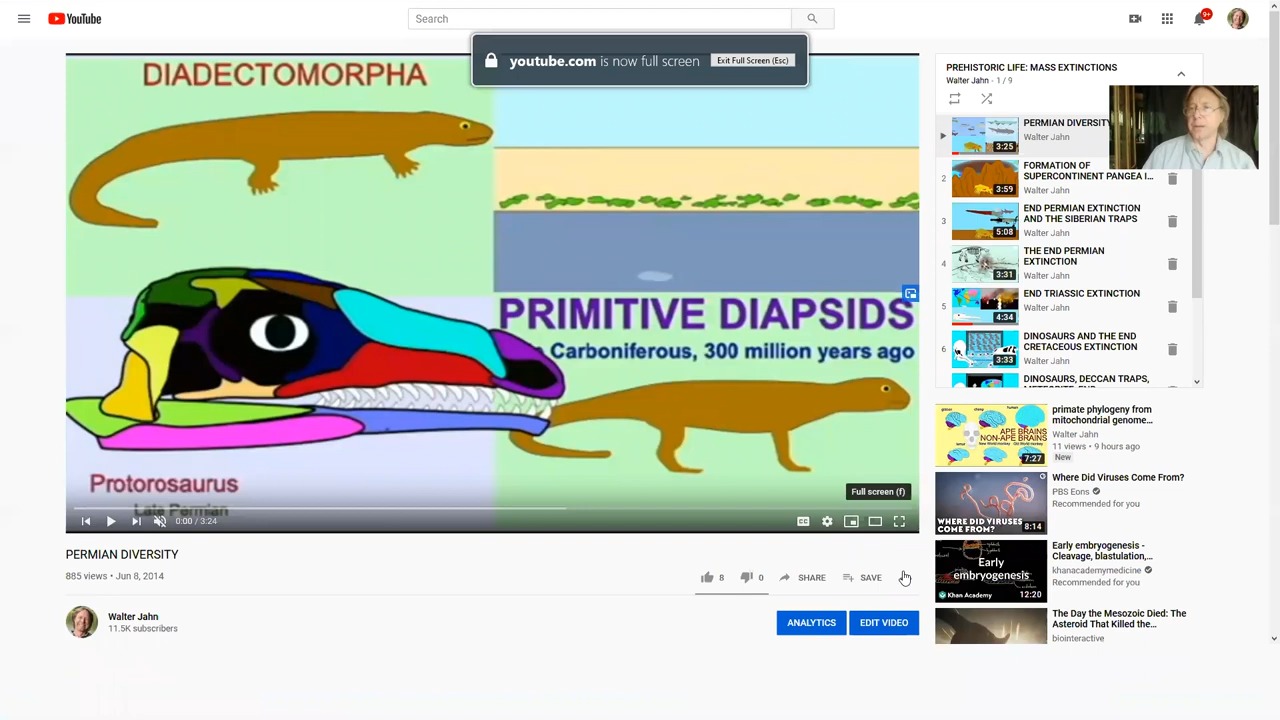 YouTube
Search
9+
youtube.com is now full screen
Exit Full Screen (Esc)
DIADECTOMORPHA
PRIMITIVE DIAPSIDS
Carboniferous, 300 million years ago
Protorosaurus
Late Permian
Full screen (f)
0:00 / 3:24
CC
PERMIAN DIVERSITY
885 views • Jun 8, 2014
8
0
SHARE
SAVE
Walter Jahn
11.5K subscribers
ANALYTICS
EDIT VIDEO
PREHISTORIC LIFE: MASS EXTINCTIONS
Walter Jahn - 1 / 9
PERMIAN DIVERSITY
Walter Jahn
3:25
2
FORMATION OF
SUPERCONTINENT PANGEA I...
Walter Jahn
3:59
3
END PERMIAN EXTINCTION
AND THE SIBERIAN TRAPS
Walter Jahn
5:08
4
THE END PERMIAN
EXTINCTION
Walter Jahn
3:31
5
END TRIASSIC EXTINCTION
Walter Jahn
4:34
6
DINOSAURS AND THE END
CRETACEOUS EXTINCTION
Walter Jahn
3:33
DINOSAURS, DECCAN TRAPS,
primate phylogeny from
mitochondrial genome...
Walter Jahn
11 views • 9 hours ago
New
APE BRAINS
NON-APE BRAINS
7:27
Where Did Viruses Come From?
PBS Eons
Recommended for you
WHERE DID VIRUSES
COME FROM?
8:14
Early embryogenesis -
Cleavage, blastulation,...
khanacademymedicine
Recommended for you
Early
embryogenesis
Khan Academy
12:20
The Day the Mesozoic Died: The
Asteroid That Killed the...
biointeractive